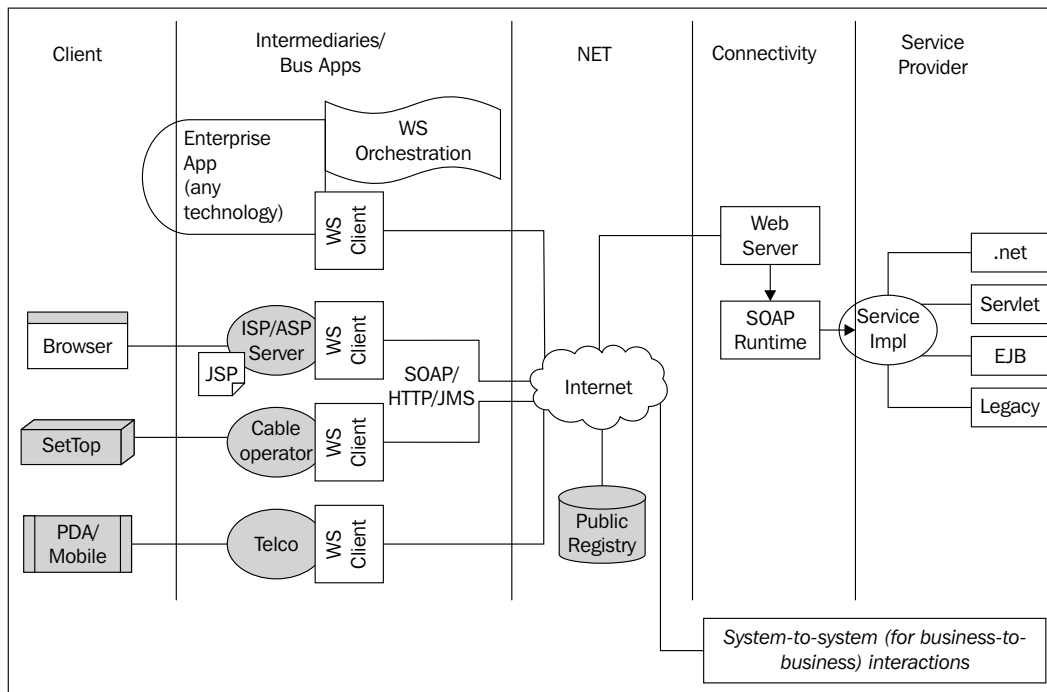 Client
Intermediaries/
Bus Apps
NET
Connectivity
Service
Provider
Enterprise
App
(any
technology)
WS
Orchestration
WS
Client
Web
Server
.net
Servlet
EJB
Legacy
Browser
ISP/ASP
Server
JSP
WS
Client
SOAP/
HTTP/JMS
Internet
SOAP
Runtime
Service
Impl
SetTop
Cable
operator
WS
Client
PDA/
Mobile
Telco
WS
Client
Public
Registry
System-to-system (for business-to-
business) interactions